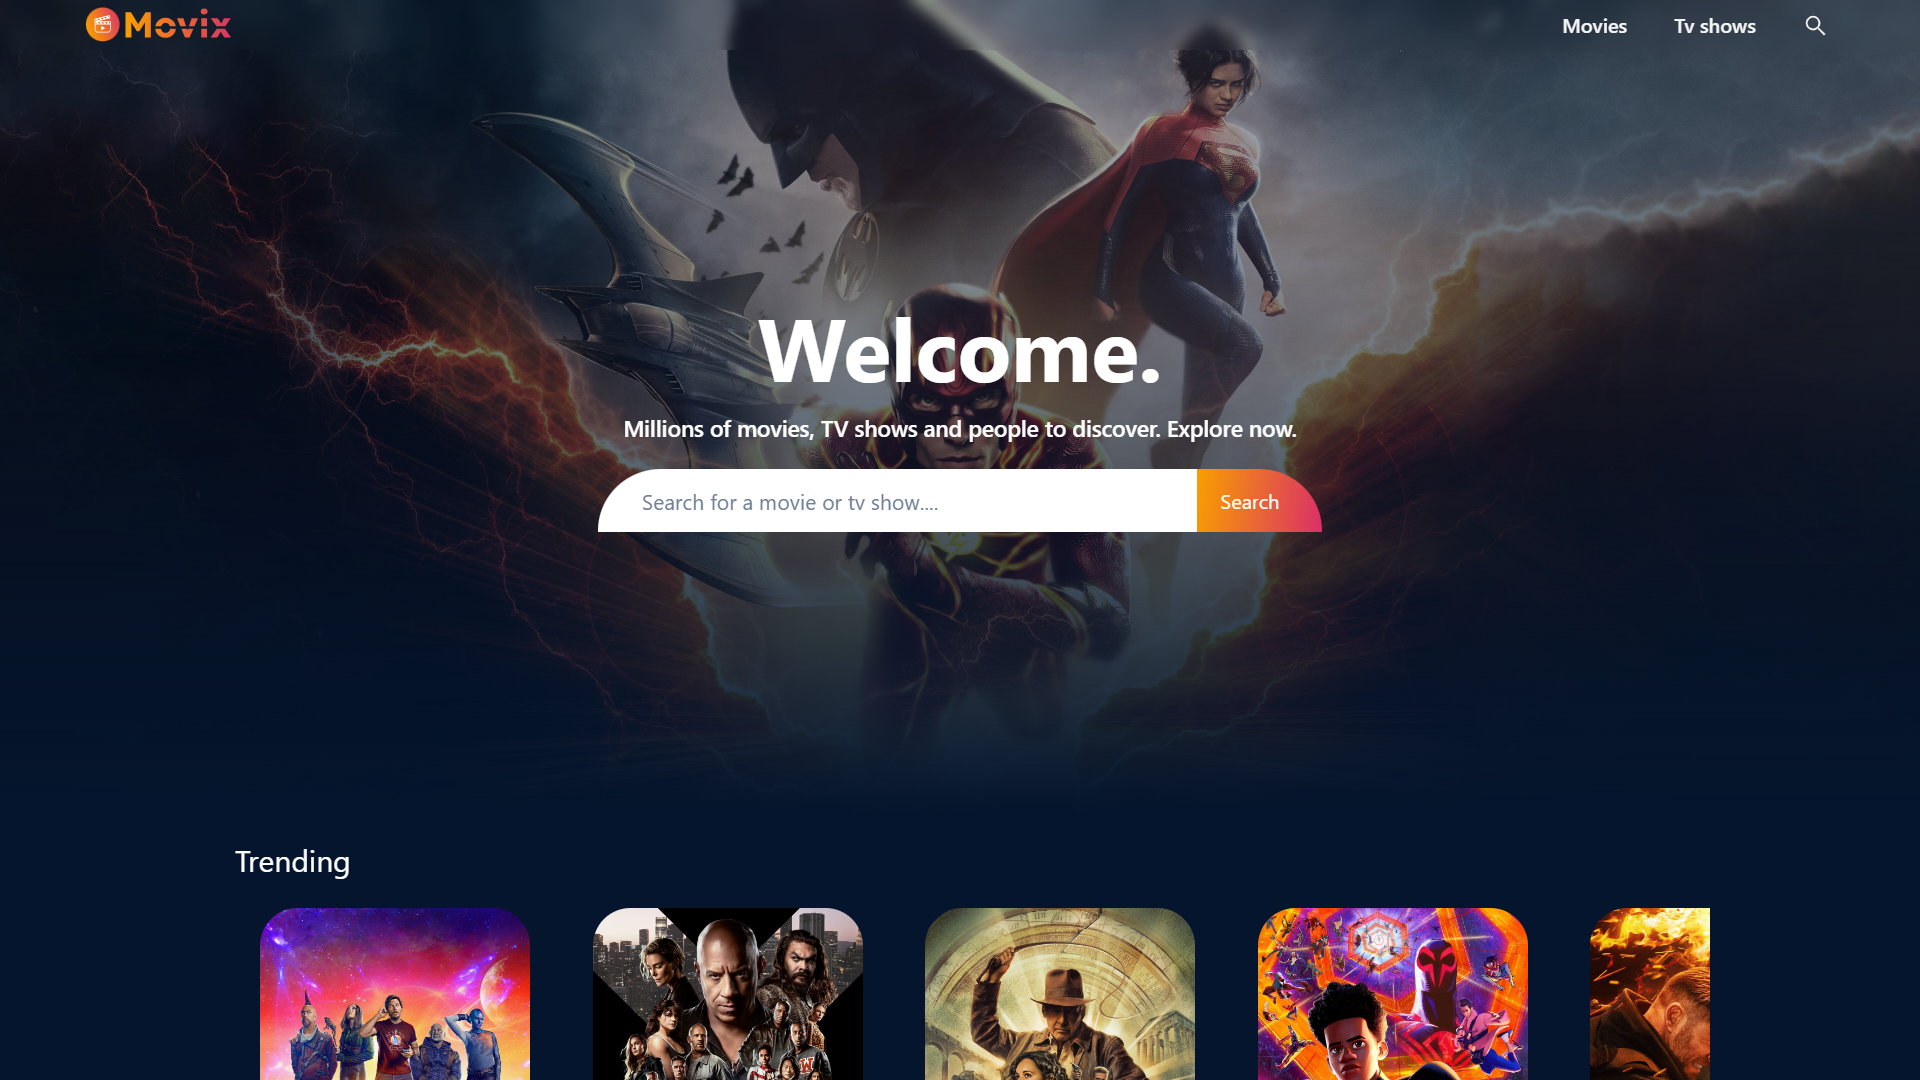 Movix
Movies
Tv shows
Welcome.
Millions of movies, TV shows and people to discover. Explore now.
Search for a movie or tv show....
Search
Trending
W